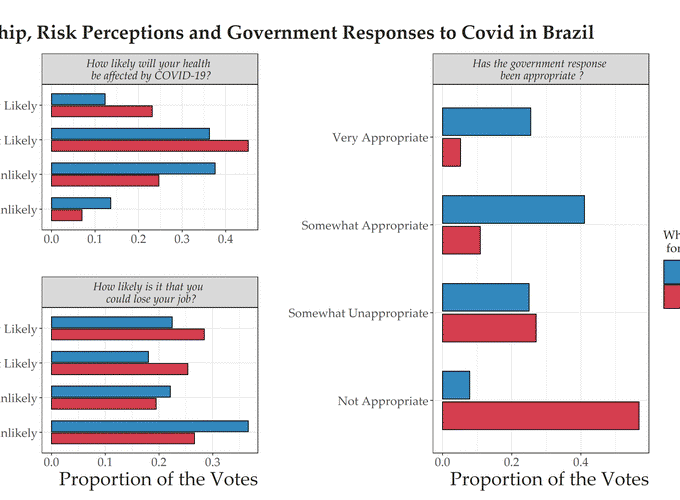 hip, Risk Perceptions and Government Responses to Covid in Brazil
How likely will your health
be affected by COVID-19?
Likely
Likely
nlikely
nlikely
0.0 0.1 0.2 0.3 0.4
How likely is it that you
could lose your job?
Likely
Likely
nlikely
nlikely
0.0 0.1 0.2 0.3
Proportion of the Votes
Has the government response
been appropriate ?
Very Appropriate
Somewhat Appropriate
Somewhat Unappropriate
Not Appropriate
0.0 0.2 0.4
Proportion of the Votes
Wh
for